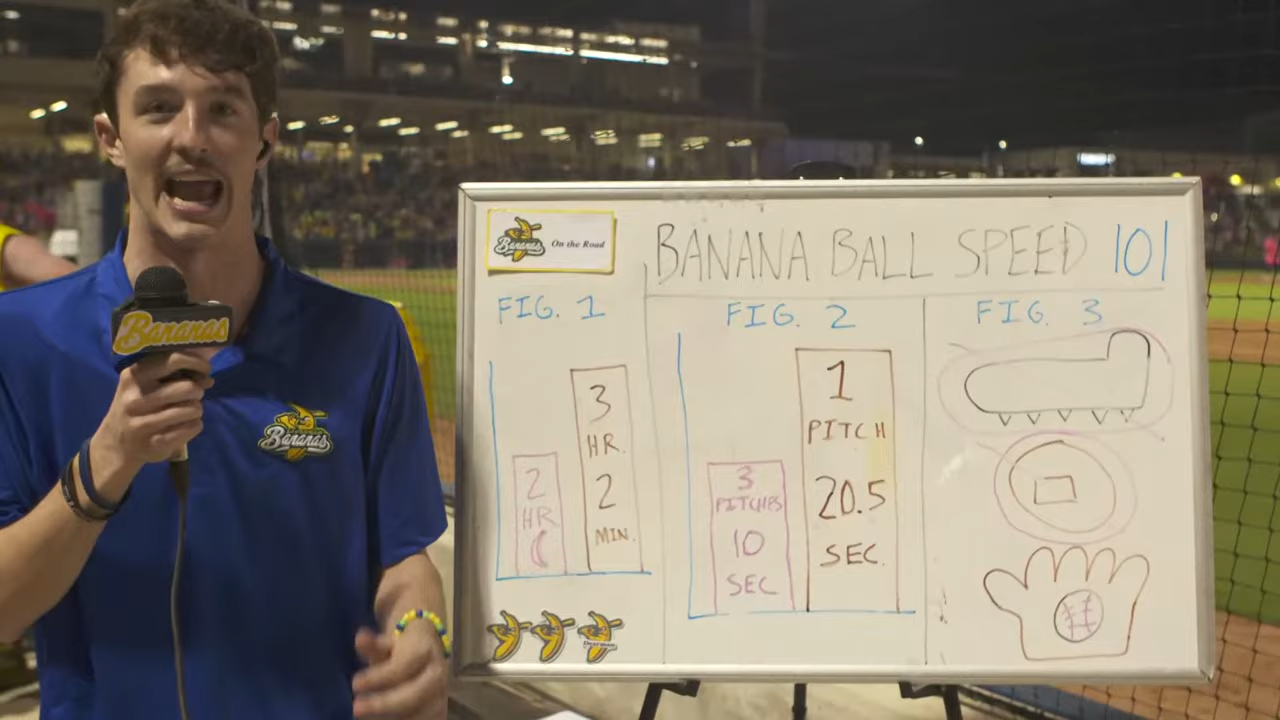 Bananas
Bananas
Bananas
On the Road
BANANA BALL SPEED 101
FIG. 1
2
HR
3
HR.
2
MIN.
FIG. 2
3
PITCHES
10
SEC
1
PITCH
20.5
SEC.
FIG. 3